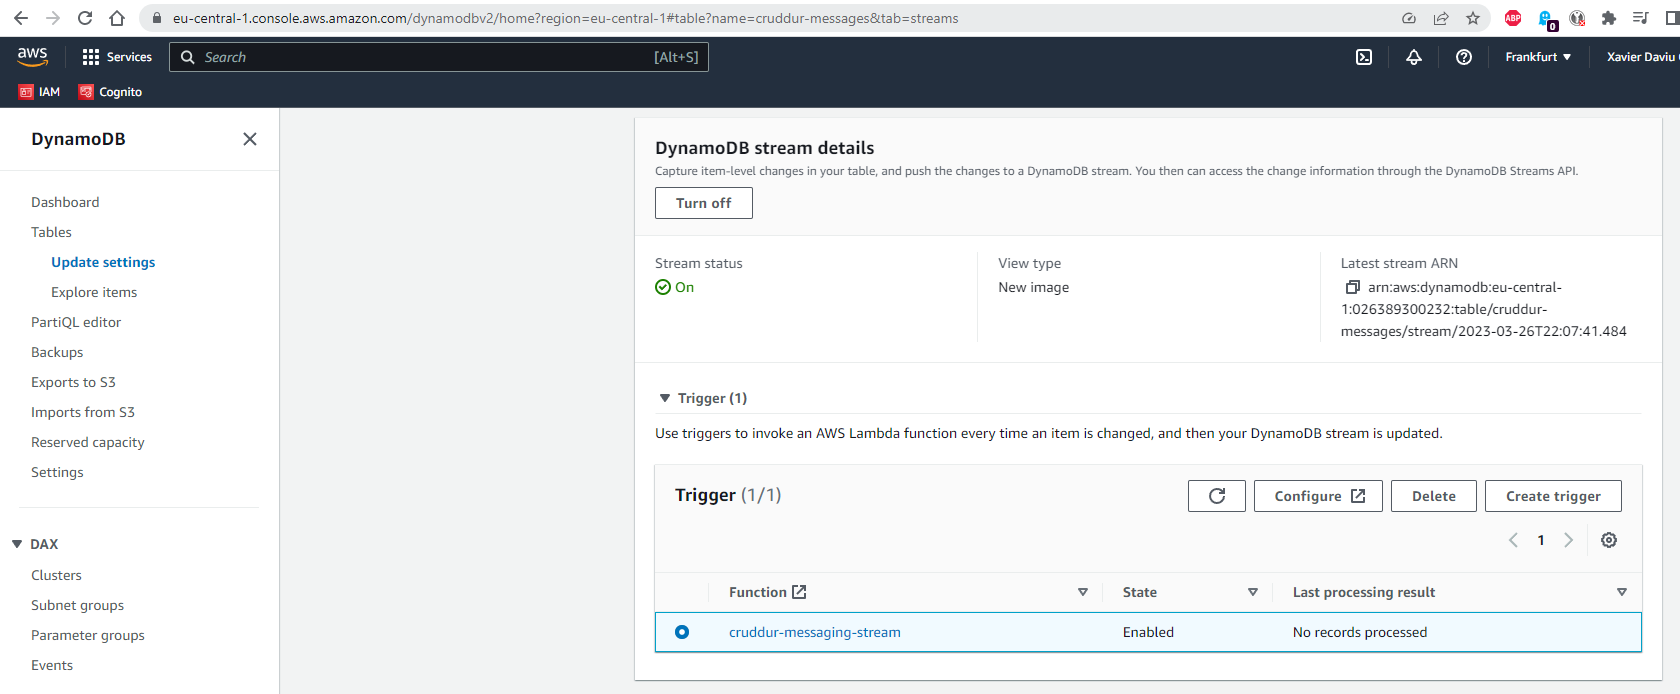 eu-central-1.console.aws.amazon.com/dynamodbv2/home?region=eu-central-1#table?name=cruddur-messages&tab=streams
ABP
0
aws
Services
Search
[Alt+S]
Frankfurt
Xavier Daviu
IAM
Cognito
DynamoDB
Dashboard
Tables
Update settings
Explore items
PartiQL editor
Backups
Exports to S3
Imports from S3
Reserved capacity
Settings
DAX
Clusters
Subnet groups
Parameter groups
Events
DynamoDB stream details
Capture item-level changes in your table, and push the changes to a DynamoDB stream. You then can access the change information through the DynamoDB Streams API.
Turn off
Stream status
On
View type
New image
Latest stream ARN
arn:aws:dynamodb:eu-central-
1:026389300232:table/cruddur-
messages/stream/2023-03-26T22:07:41.484
Trigger (1)
Use triggers to invoke an AWS Lambda function every time an item is changed, and then your DynamoDB stream is updated.
Trigger (1/1)
Configure
Delete
Create trigger
1
Function
State
Last processing result
cruddur-messaging-stream
Enabled
No records processed